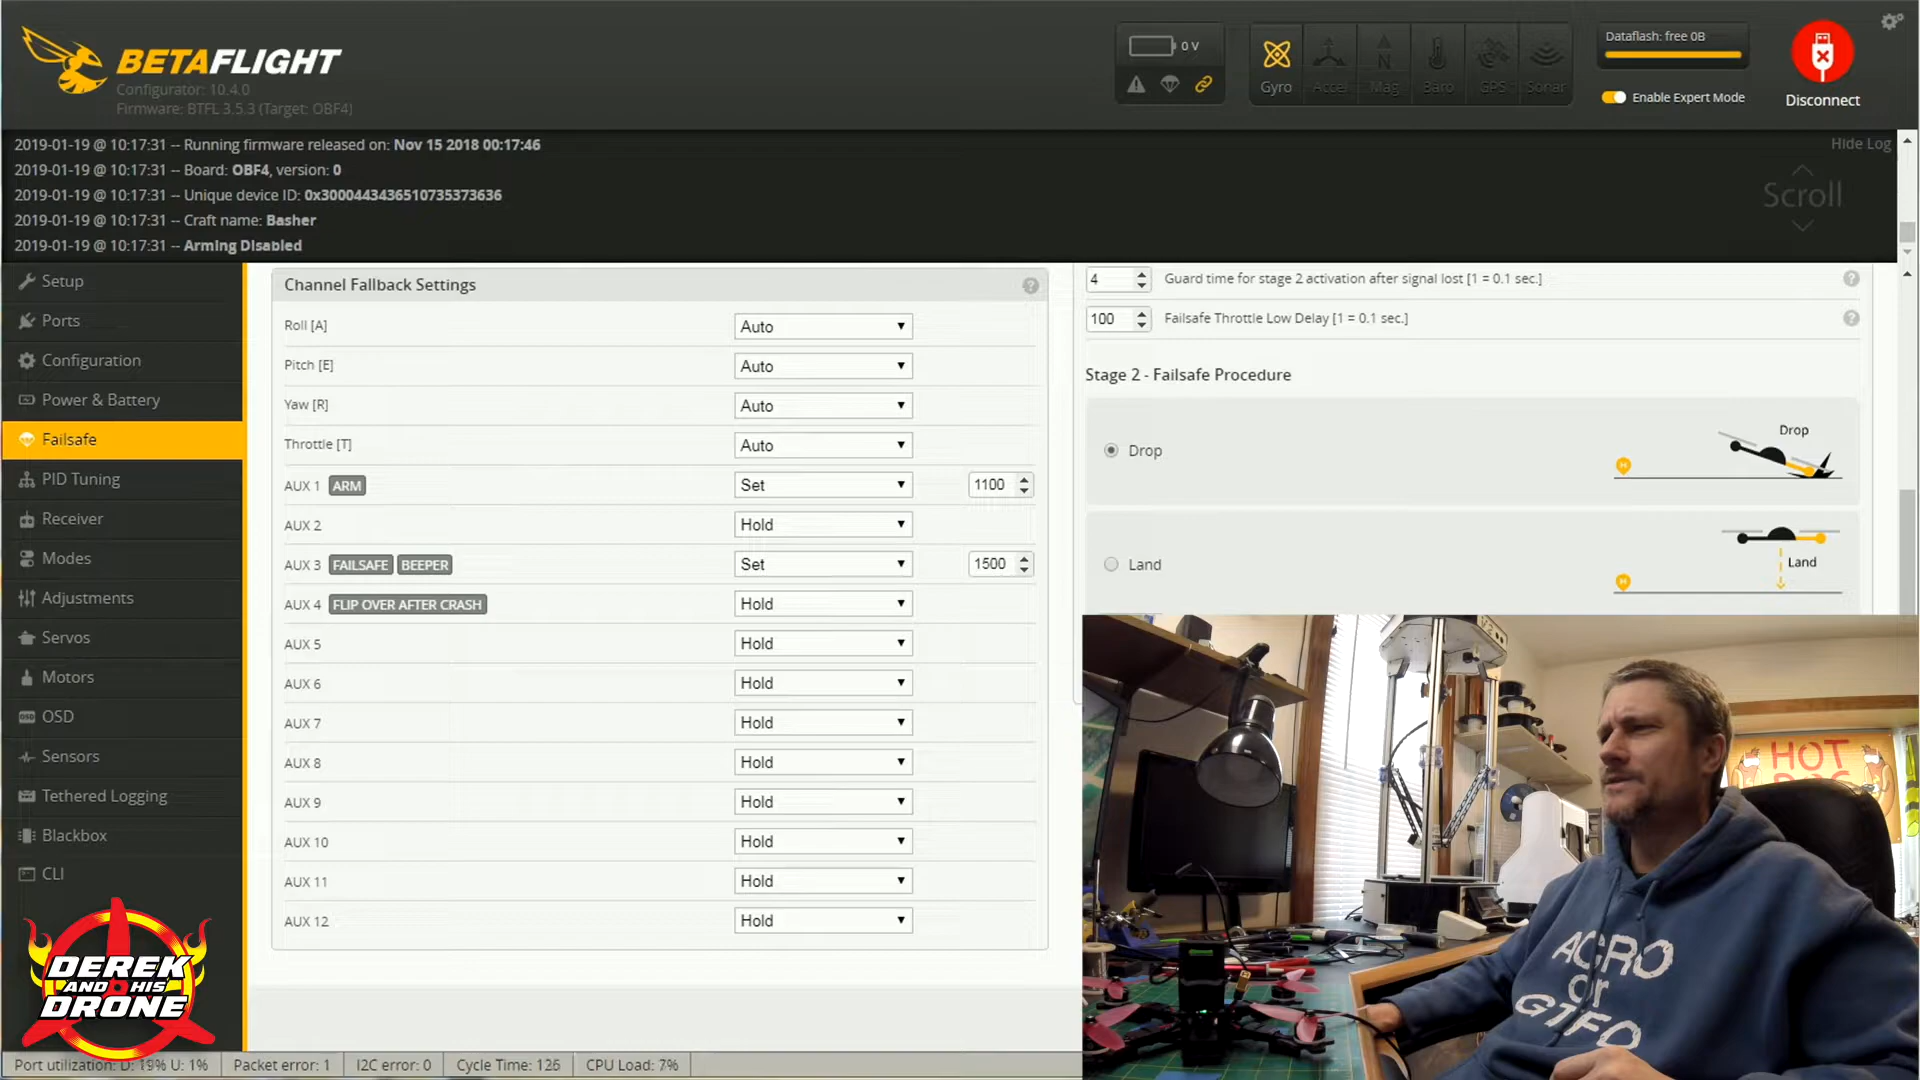 BETAFLIGHT
Configurator: 10.4.0
Firmware: BTFL 3.5.3 (Target: OBF4)
0 V
Gyro
Accel
Mag
Baro
GPS
Sonar
Dataflash: free 0B
Enable Expert Mode
Disconnect
2019-01-19 @ 10:17:31 -- Running firmware released on: Nov 15 2018 00:17:46
2019-01-19 @ 10:17:31 -- Board: OBF4, version: 0
2019-01-19 @ 10:17:31 -- Unique device ID: 0x3000443436510735373636
2019-01-19 @ 10:17:31 -- Craft name: Basher
2019-01-19 @ 10:17:31 -- Arming Disabled
Hide Log
Scroll
Setup
Ports
Configuration
Power & Battery
Failsafe
PID Tuning
Receiver
Modes
Adjustments
Servos
Motors
OSD
Sensors
Tethered Logging
Blackbox
CLI
DEREK
AND HIS
DRONE
Channel Fallback Settings
Roll [A] Auto
Pitch [E] Auto
Yaw [R] Auto
Throttle [T] Auto
AUX 1 ARM Set 1100
AUX 2 Hold
AUX 3 FAILSAFE BEEPER Set 1500
AUX 4 FLIP OVER AFTER CRASH Hold
AUX 5 Hold
AUX 6 Hold
AUX 7 Hold
AUX 8 Hold
AUX 9 Hold
AUX 10 Hold
AUX 11 Hold
AUX 12 Hold
4 Guard time for stage 2 activation after signal lost [1 = 0.1 sec.]
100 Failsafe Throttle Low Delay [1 = 0.1 sec.]
Stage 2 - Failsafe Procedure
Drop
Drop
Land
Land
HOT
ACRO
or
GTFO
Port utilization: D: 19% U: 1%
Packet error: 1
I2C error: 0
Cycle Time: 126
CPU Load: 7%